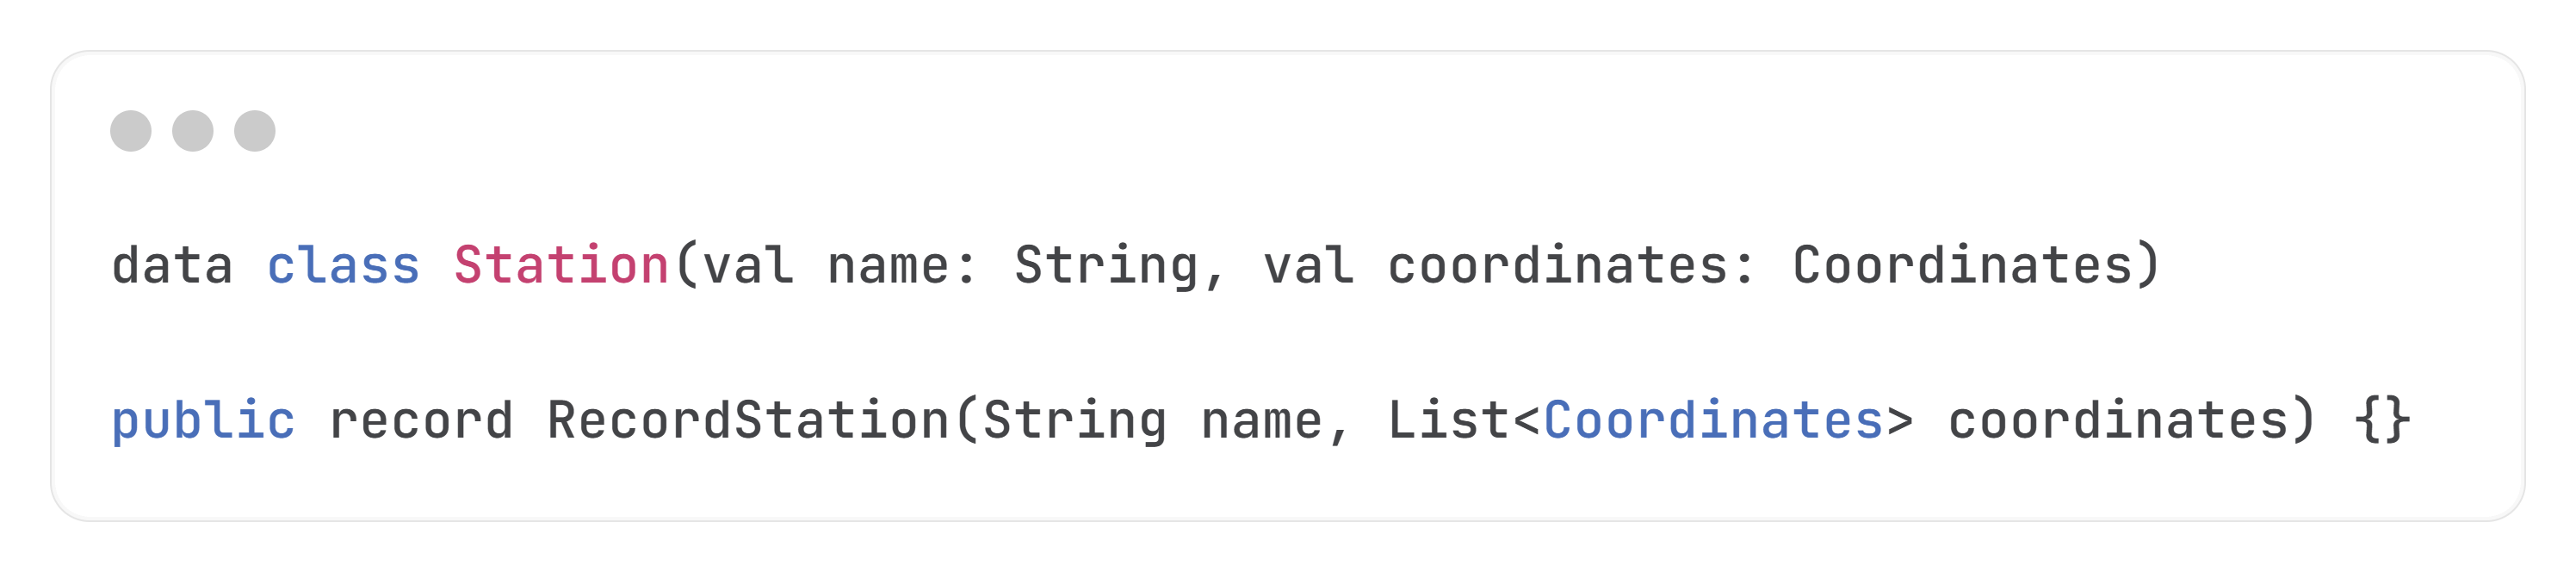 data class Station(val name: String, val coordinates: Coordinates)
public record RecordStation(String name, List<Coordinates> coordinates) {}